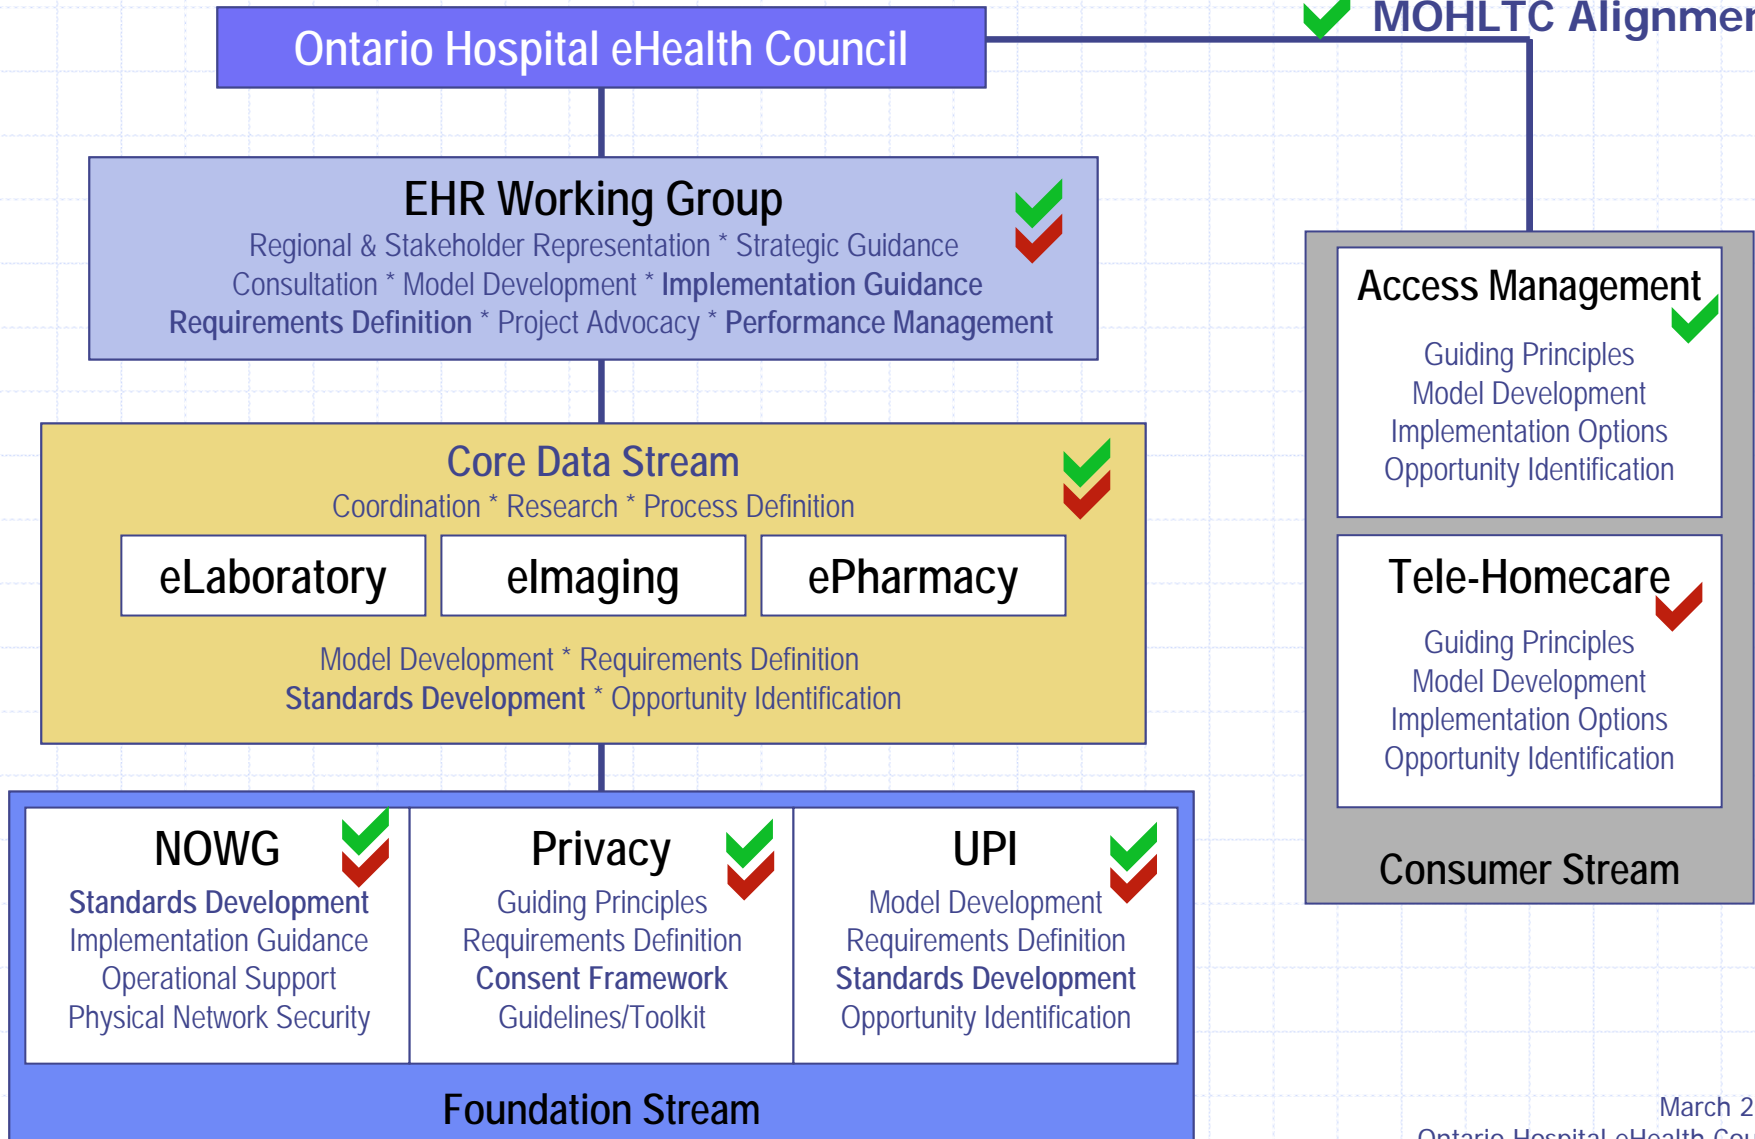 MOHLTC Alignmen
Ontario Hospital eHealth Council
EHR Working Group
Regional & Stakeholder Representation * Strategic Guidance
Consultation * Model Development * Implementation Guidance
Requirements Definition * Project Advocacy * Performance Management
Core Data Stream
Coordination * Research * Process Definition
eLaboratory
eImaging
ePharmacy
Model Development * Requirements Definition
Standards Development * Opportunity Identification
NOWG
Standards Development
Implementation Guidance
Operational Support
Physical Network Security
Privacy
Guiding Principles
Requirements Definition
Consent Framework
Guidelines/Toolkit
UPI
Model Development
Requirements Definition
Standards Development
Opportunity Identification
Foundation Stream
Access Management
Guiding Principles
Model Development
Implementation Options
Opportunity Identification
Tele-Homecare
Guiding Principles
Model Development
Implementation Options
Opportunity Identification
Consumer Stream
March 2
Ontario Hospital eHealth Cou